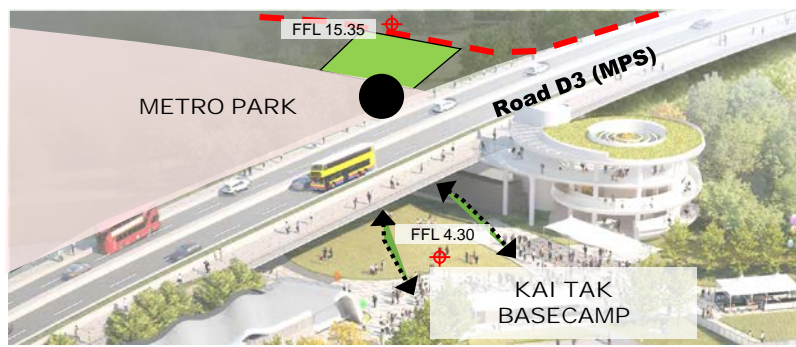 FFL 15.35
METRO PARK
Road D3 (MPS)
FFL 4.30
KAI TAK
BASECAMP